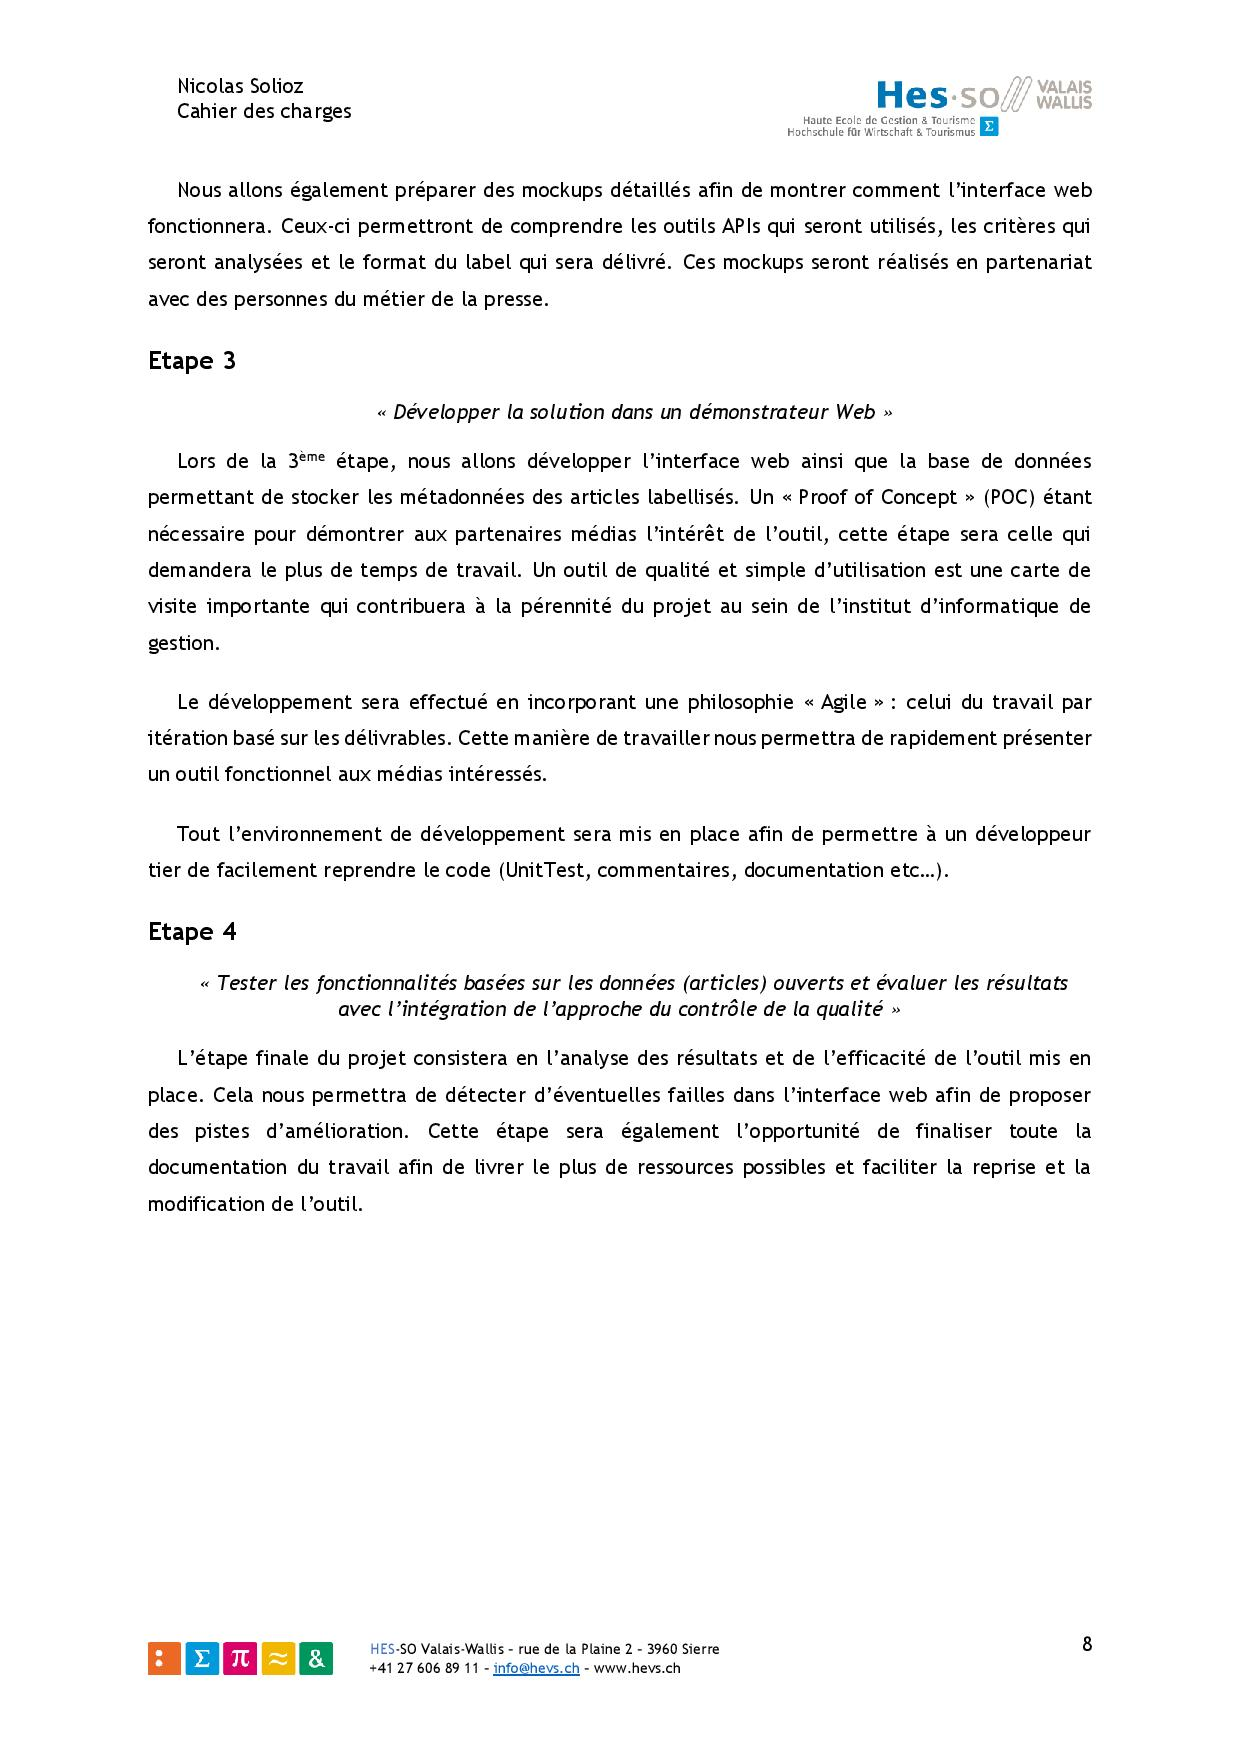 Nicolas Solioz
Cahier des charges
Hes·so VALAIS
WALLIS
Haute Ecole de Gestion & Tourisme
Hochschule für Wirtschaft & Tourismus Σ
Nous allons également préparer des mockups détaillés afin de montrer comment l’interface web
fonctionnera. Ceux-ci permettront de comprendre les outils APIs qui seront utilisés, les critères qui
seront analysées et le format du label qui sera délivré. Ces mockups seront réalisés en partenariat
avec des personnes du métier de la presse.
Etape 3
« Développer la solution dans un démonstrateur Web »
Lors de la 3ème étape, nous allons développer l’interface web ainsi que la base de données
permettant de stocker les métadonnées des articles labellisés. Un « Proof of Concept » (POC) étant
nécessaire pour démontrer aux partenaires médias l’intérêt de l’outil, cette étape sera celle qui
demandera le plus de temps de travail. Un outil de qualité et simple d’utilisation est une carte de
visite importante qui contribuera à la pérennité du projet au sein de l’institut d’informatique de
gestion.
Le développement sera effectué en incorporant une philosophie « Agile » : celui du travail par
itération basé sur les délivrables. Cette manière de travailler nous permettra de rapidement présenter
un outil fonctionnel aux médias intéressés.
Tout l’environnement de développement sera mis en place afin de permettre à un développeur
tier de facilement reprendre le code (UnitTest, commentaires, documentation etc…).
Etape 4
« Tester les fonctionnalités basées sur les données (articles) ouverts et évaluer les résultats
avec l’intégration de l’approche du contrôle de la qualité »
L’étape finale du projet consistera en l’analyse des résultats et de l’efficacité de l’outil mis en
place. Cela nous permettra de détecter d’éventuelles failles dans l’interface web afin de proposer
des pistes d’amélioration. Cette étape sera également l’opportunité de finaliser toute la
documentation du travail afin de livrer le plus de ressources possibles et faciliter la reprise et la
modification de l’outil.
: Σ π ≈ &
HES-SO Valais-Wallis – rue de la Plaine 2 – 3960 Sierre
+41 27 606 89 11 – info@hevs.ch – www.hevs.ch
8